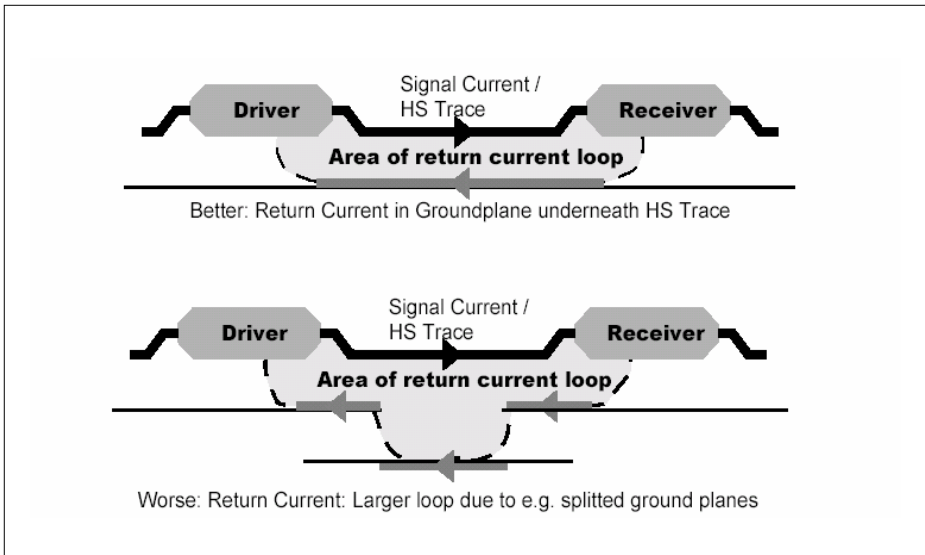 Signal Current /
HS Trace
Driver
Receiver
Area of return current loop
Better: Return Current in Groundplane underneath HS Trace
Signal Current /
HS Trace
Driver
Receiver
Area of return current loop
Worse: Return Current: Larger loop due to e.g. splitted ground planes